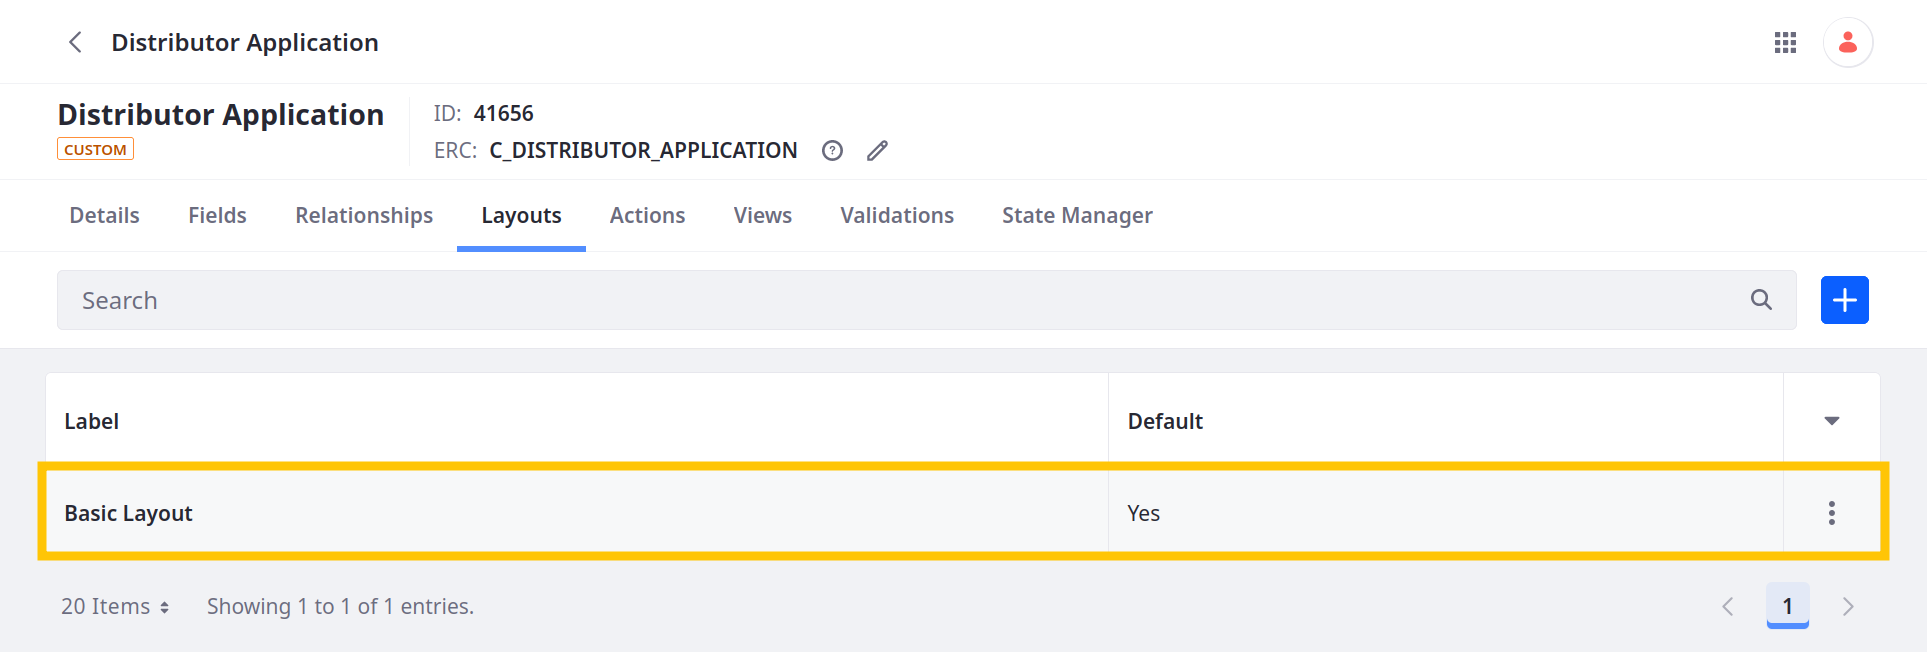 Distributor Application
Distributor Application
CUSTOM
ID: 41656
ERC: C_DISTRIBUTOR_APPLICATION
Details Fields Relationships Layouts Actions Views Validations State Manager
Search
Label Default
Basic Layout Yes
20 Items Showing 1 to 1 of 1 entries. 1